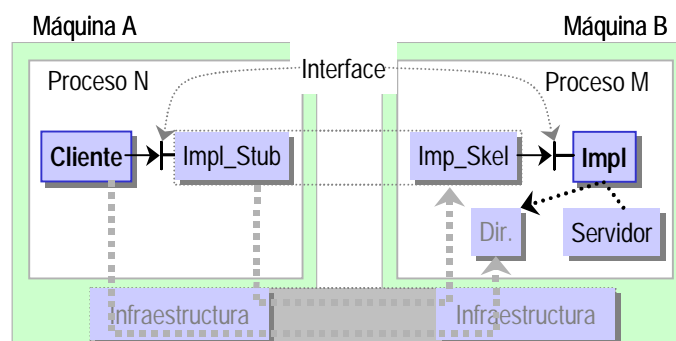 Máquina A
Máquina B
Proceso N
Interface
Proceso M
Cliente
Impl_Stub
Imp_Skel
Impl
Dir.
Servidor
Infraestructura
Infraestructura